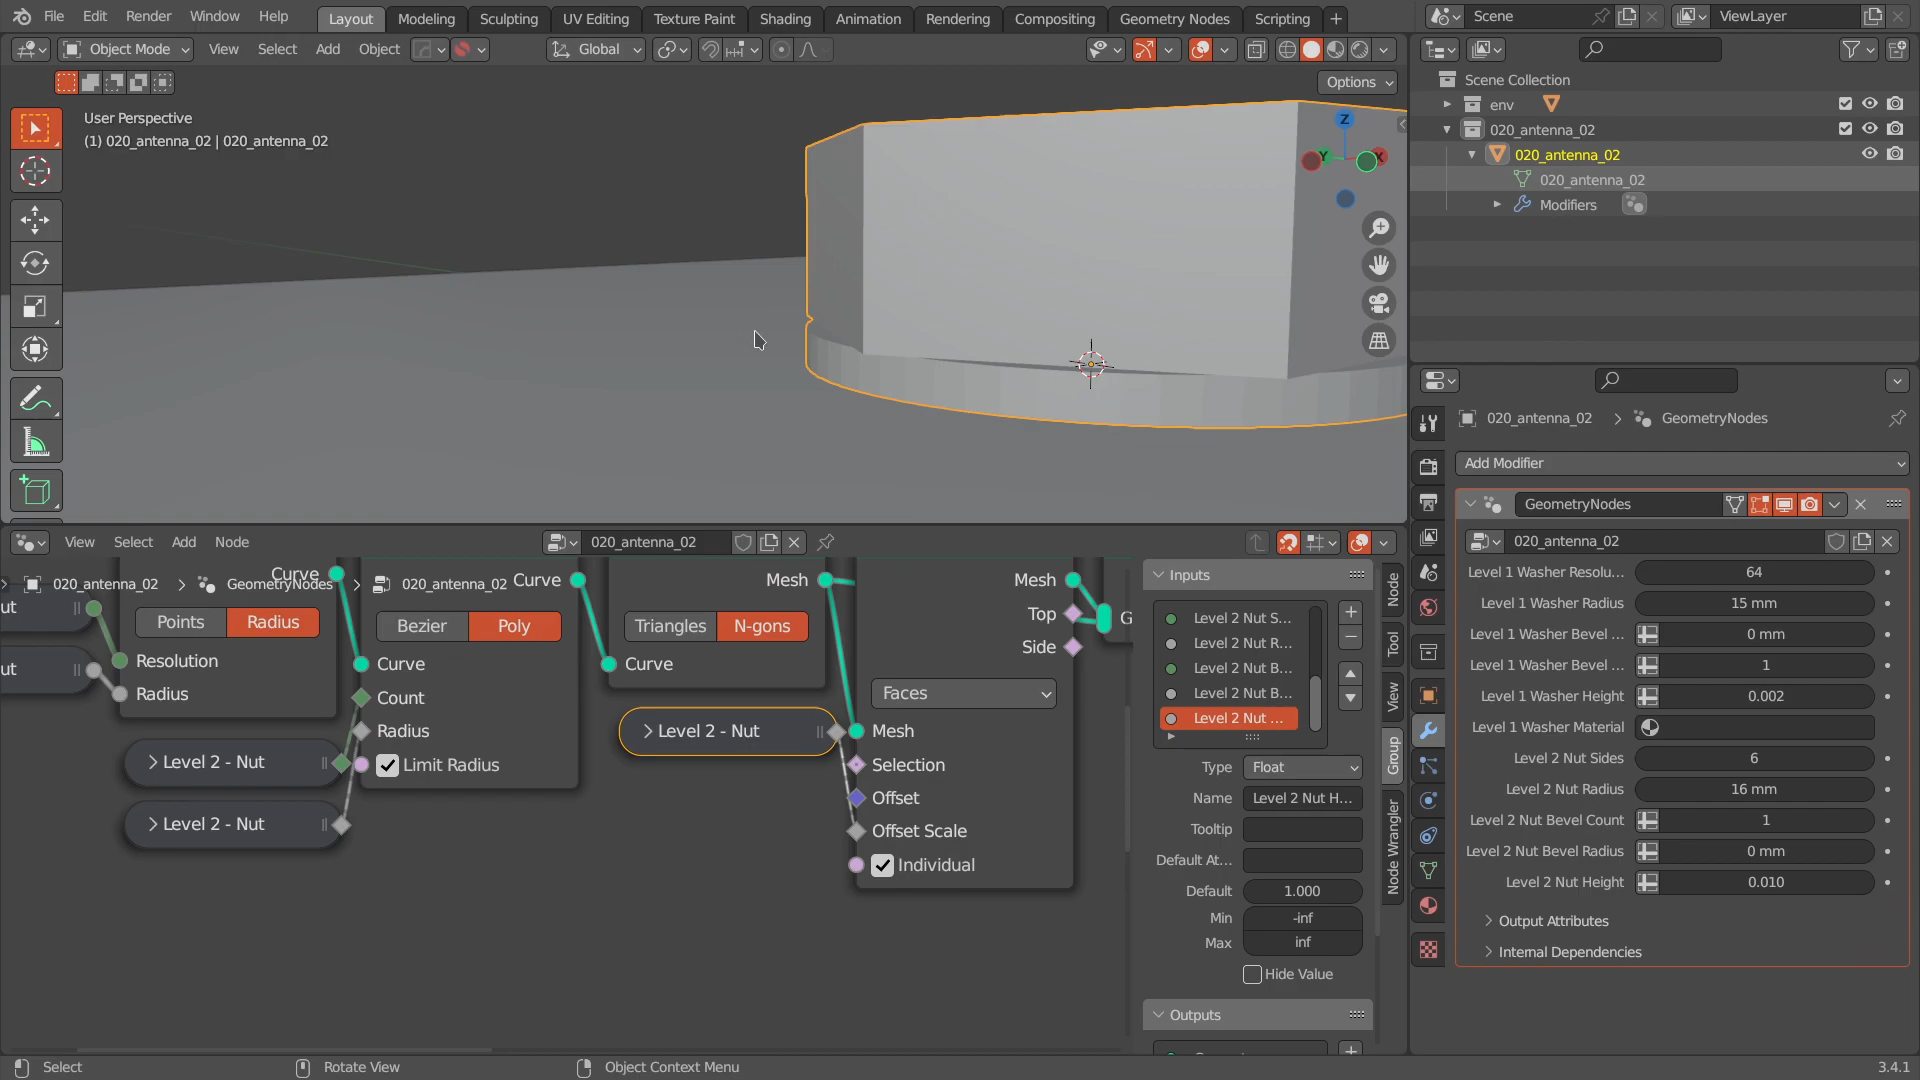 File Edit Render Window Help Layout Modeling Sculpting UV Editing Texture Paint Shading Animation Rendering Compositing Geometry Nodes Scripting + Scene ViewLayer
Object Mode View Select Add Object Global
Options
User Perspective
(1) 020_antenna_02 | 020_antenna_02
Z
Y
X
Scene Collection
env
020_antenna_02
020_antenna_02
020_antenna_02
Modifiers
020_antenna_02 > GeometryNodes
Add Modifier
GeometryNodes
020_antenna_02
Level 1 Washer Resolu... 64
Level 1 Washer Radius 15 mm
Level 1 Washer Bevel ... 0 mm
Level 1 Washer Bevel ... 1
Level 1 Washer Height 0.002
Level 1 Washer Material
Level 2 Nut Sides 6
Level 2 Nut Radius 16 mm
Level 2 Nut Bevel Count 1
Level 2 Nut Bevel Radius 0 mm
Level 2 Nut Height 0.010
Output Attributes
Internal Dependencies
View Select Add Node 020_antenna_02
020_antenna_02 > GeometryNodes > 020_antenna_02
ut
ut
Curve
Points Radius
Resolution
Radius
Level 2 - Nut
Level 2 - Nut
Curve
Bezier Poly
Curve
Count
Radius
Limit Radius
Mesh
Triangles N-gons
Curve
Level 2 - Nut
Mesh
Top
Side
Faces
Mesh
Selection
Offset
Offset Scale
Individual
G
Inputs
Level 2 Nut S...
Level 2 Nut R...
Level 2 Nut B...
Level 2 Nut B...
Level 2 Nut ...
Type Float
Name Level 2 Nut H...
Tooltip
Default At...
Default 1.000
Min -inf
Max inf
Hide Value
Outputs
Node
Tool
View
Group
Node Wrangler
Select Rotate View Object Context Menu 3.4.1